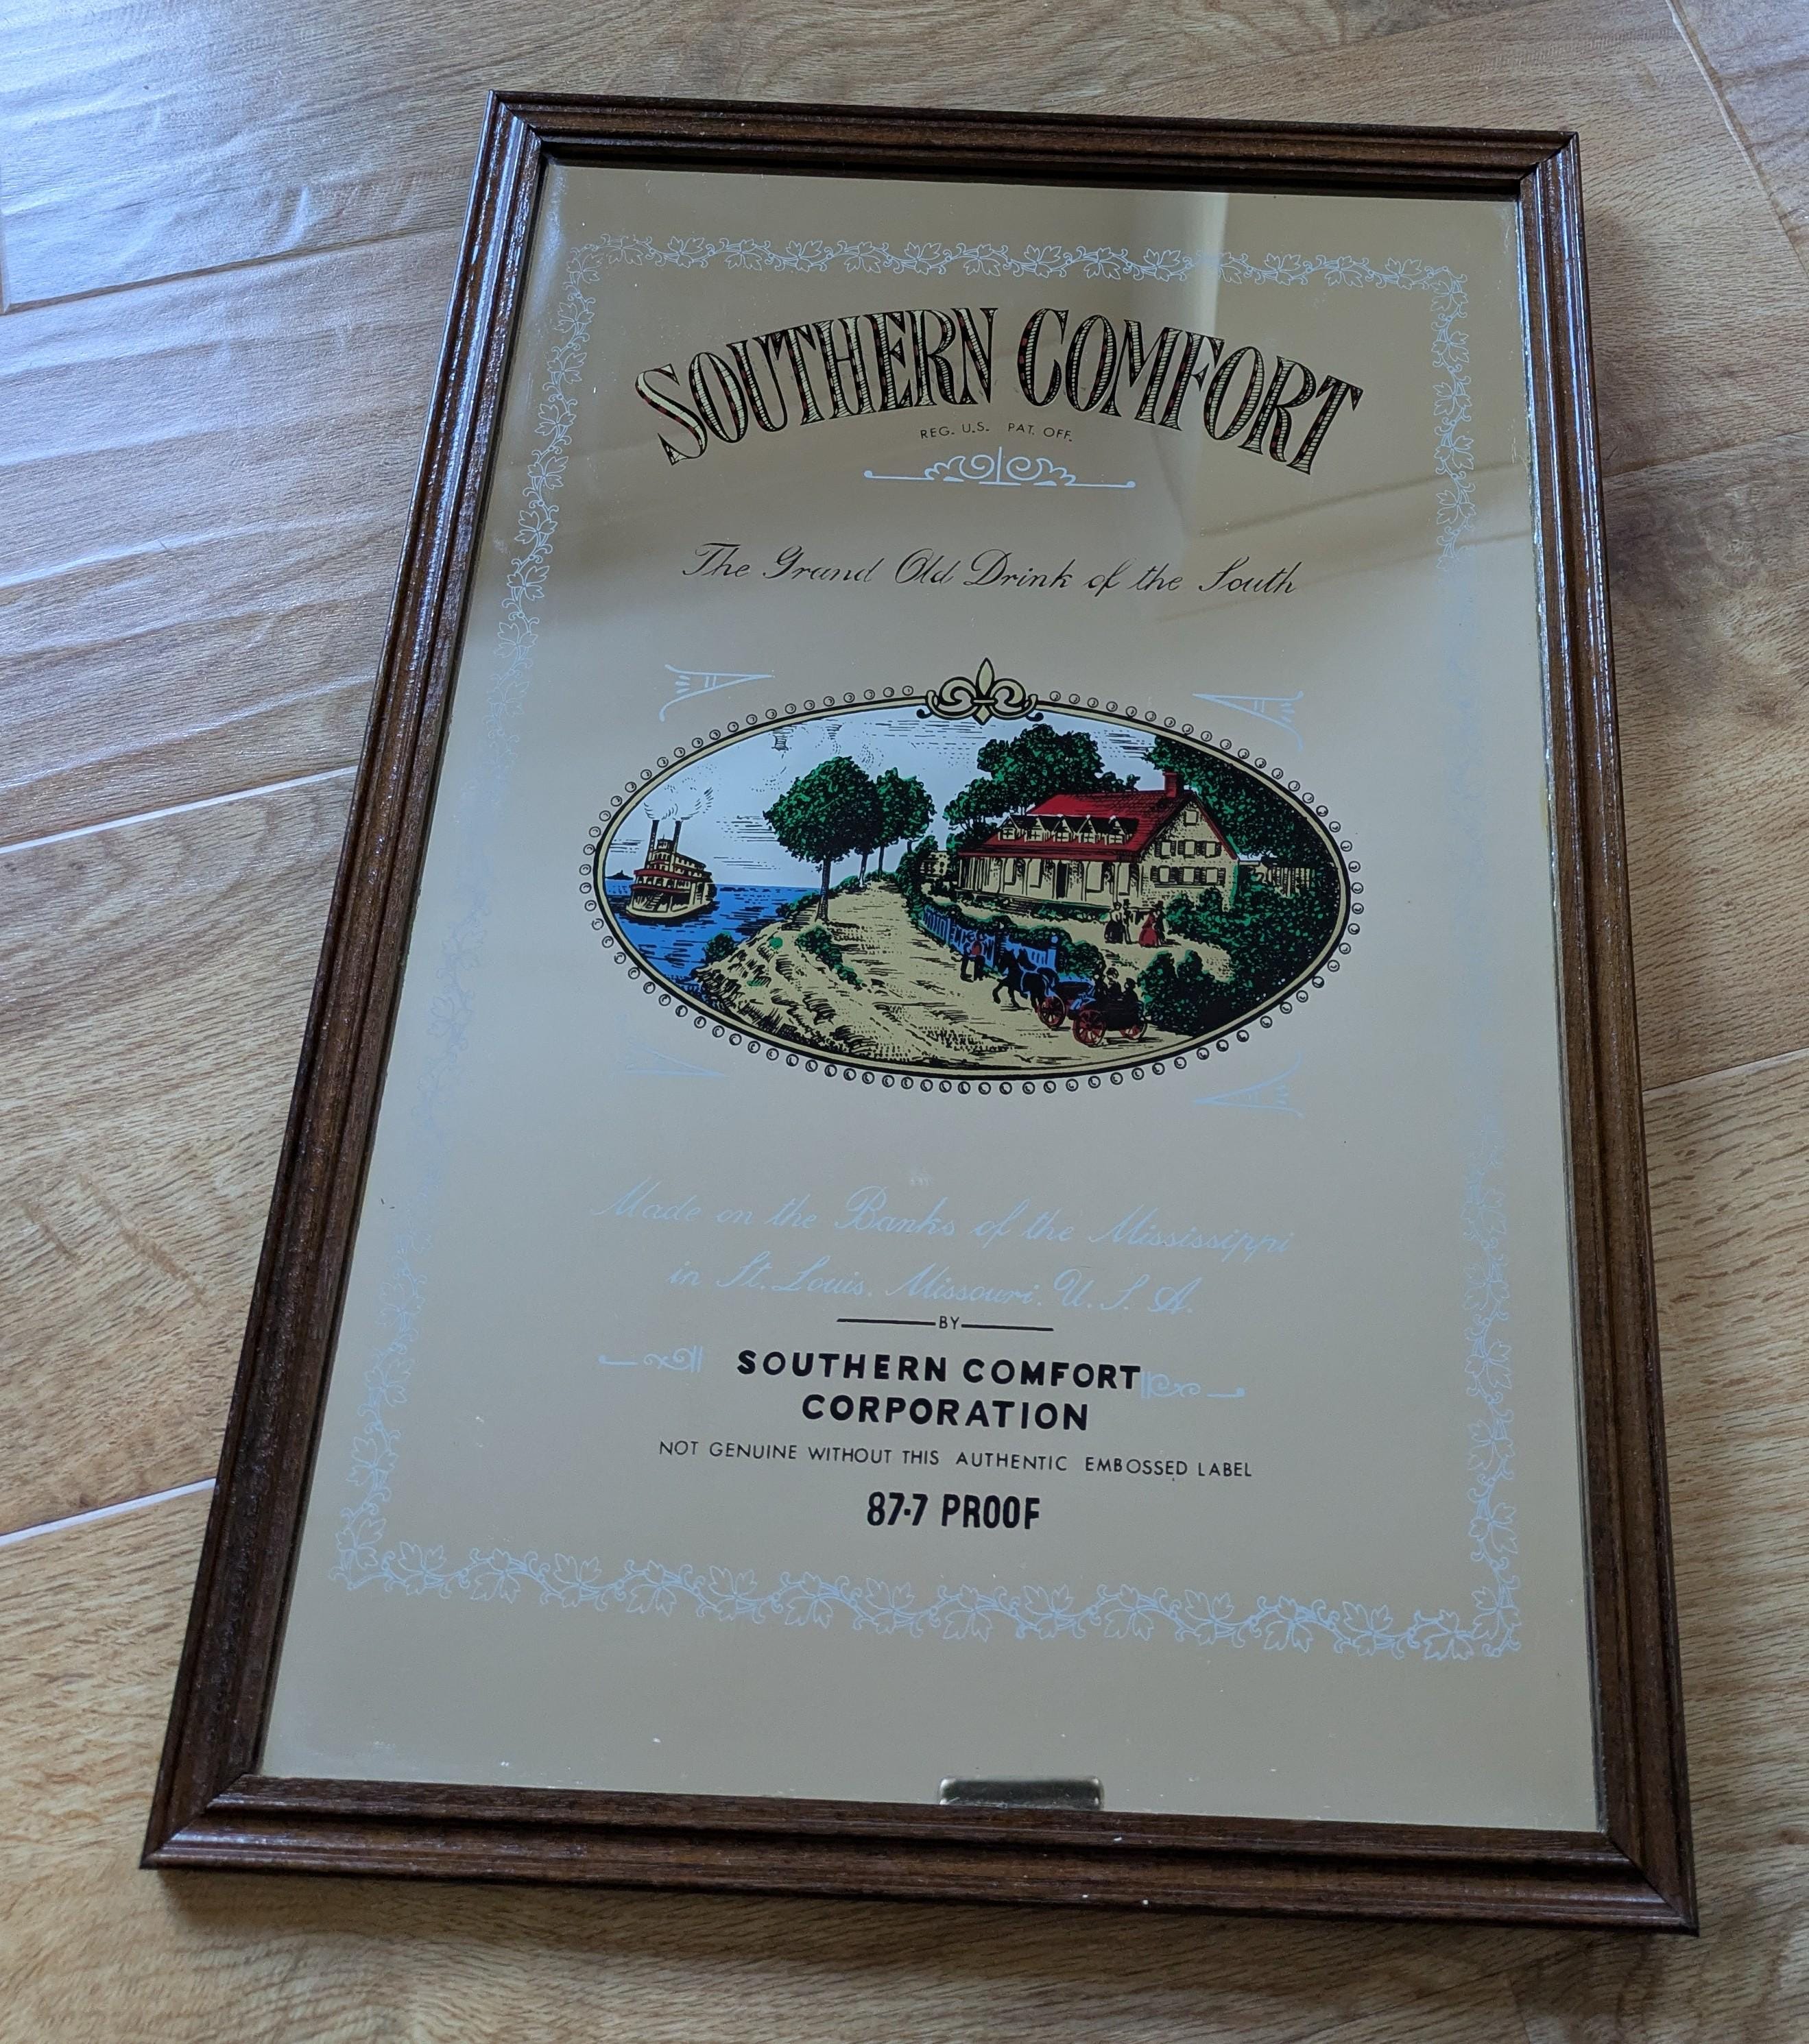 SOUTHERN COMFORT
REG. U.S. PAT. OFF.
The Grand Old Drink of the South
Made on the Banks of the Mississippi
in St. Louis, Missouri, U. S. A.
BY
SOUTHERN COMFORT
CORPORATION
NOT GENUINE WITHOUT THIS AUTHENTIC EMBOSSED LABEL
87·7 PROOF